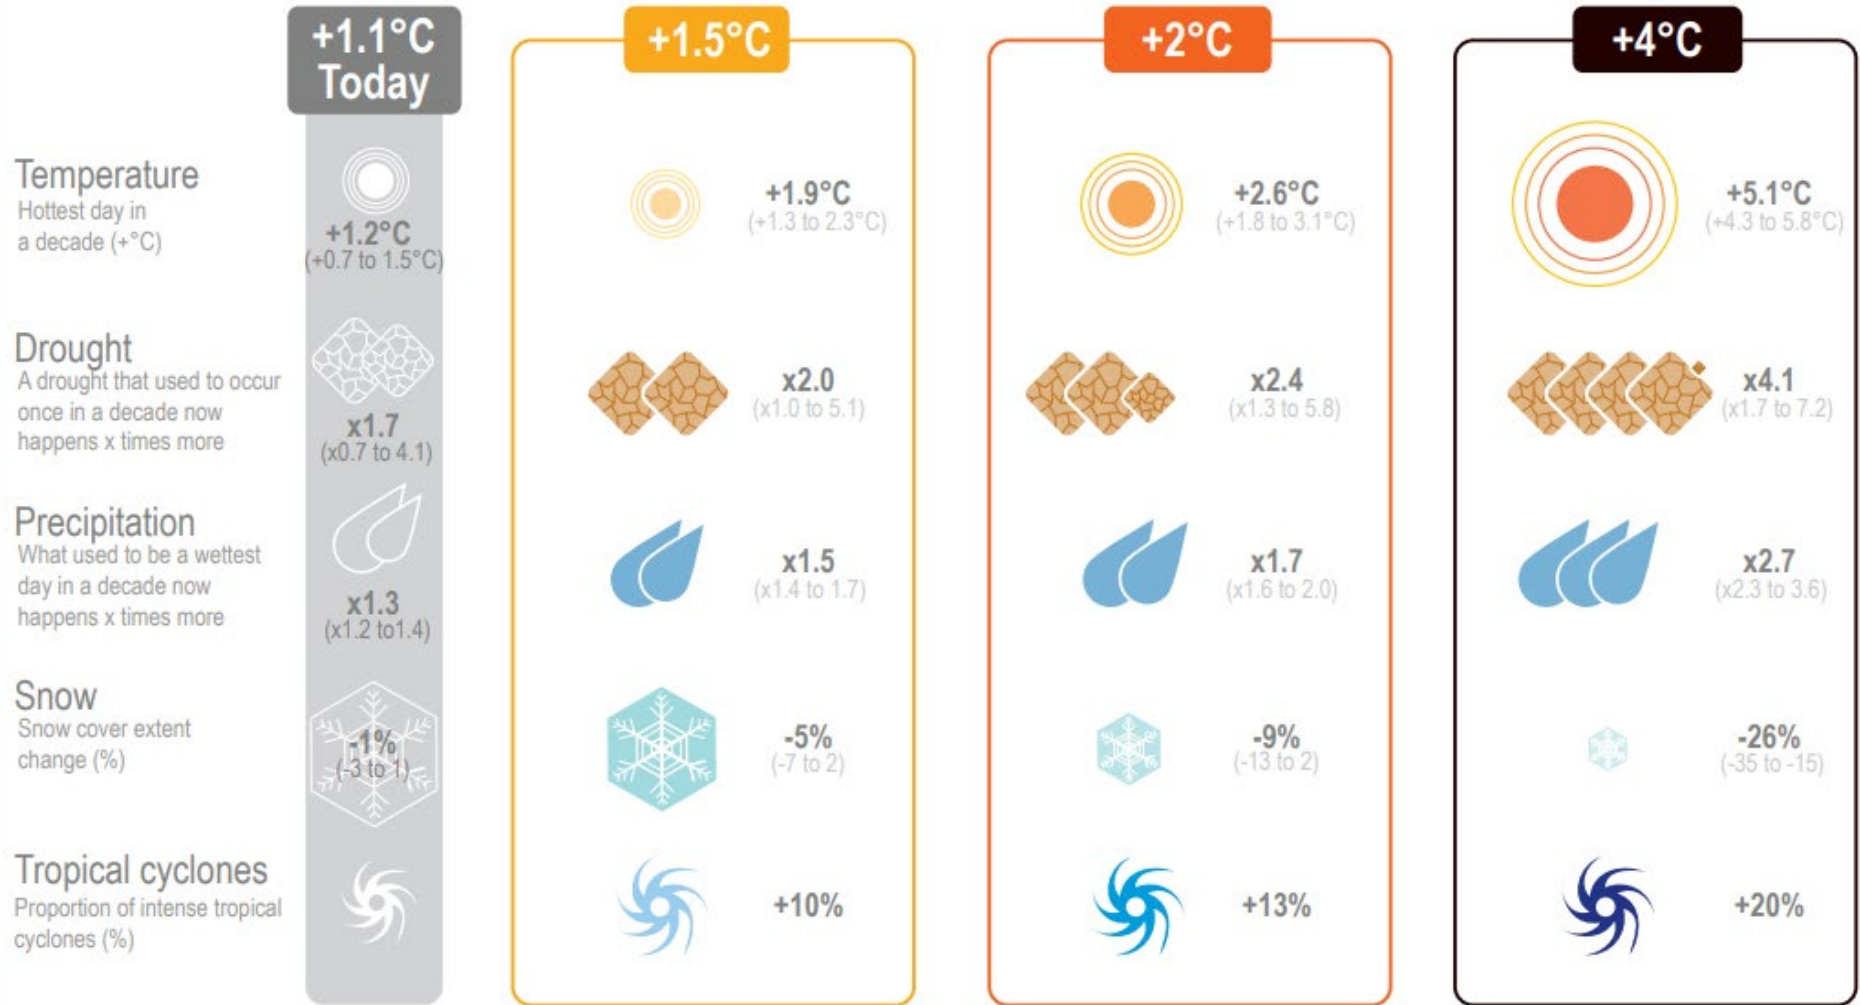 +1.1°C
Today
+1.5°C
+2°C
+4°C
Temperature
Hottest day in
a decade (+°C)
+1.2°C
(+0.7 to 1.5°C)
+1.9°C
(+1.3 to 2.3°C)
+2.6°C
(+1.8 to 3.1°C)
+5.1°C
(+4.3 to 5.8°C)
Drought
A drought that used to occur
once in a decade now
happens x times more
x1.7
(x0.7 to 4.1)
x2.0
(x1.0 to 5.1)
x2.4
(x1.3 to 5.8)
x4.1
(x1.7 to 7.2)
Precipitation
What used to be a wettest
day in a decade now
happens x times more
x1.3
(x1.2 to1.4)
x1.5
(x1.4 to 1.7)
x1.7
(x1.6 to 2.0)
x2.7
(x2.3 to 3.6)
Snow
Snow cover extent
change (%)
-1%
(-3 to 1)
-5%
(-7 to 2)
-9%
(-13 to 2)
-26%
(-35 to -15)
Tropical cyclones
Proportion of intense tropical
cyclones (%)
+10%
+13%
+20%